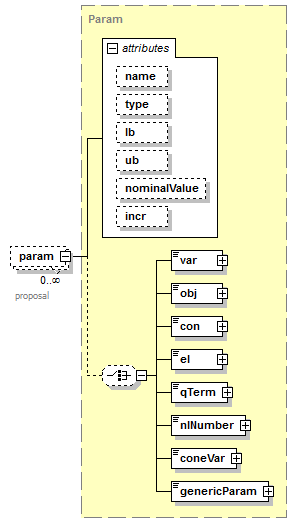 Param
attributes
name
type
lb
ub
nominalValue
incr
param
0..∞
proposal
var
obj
con
el
qTerm
nlNumber
coneVar
genericParam